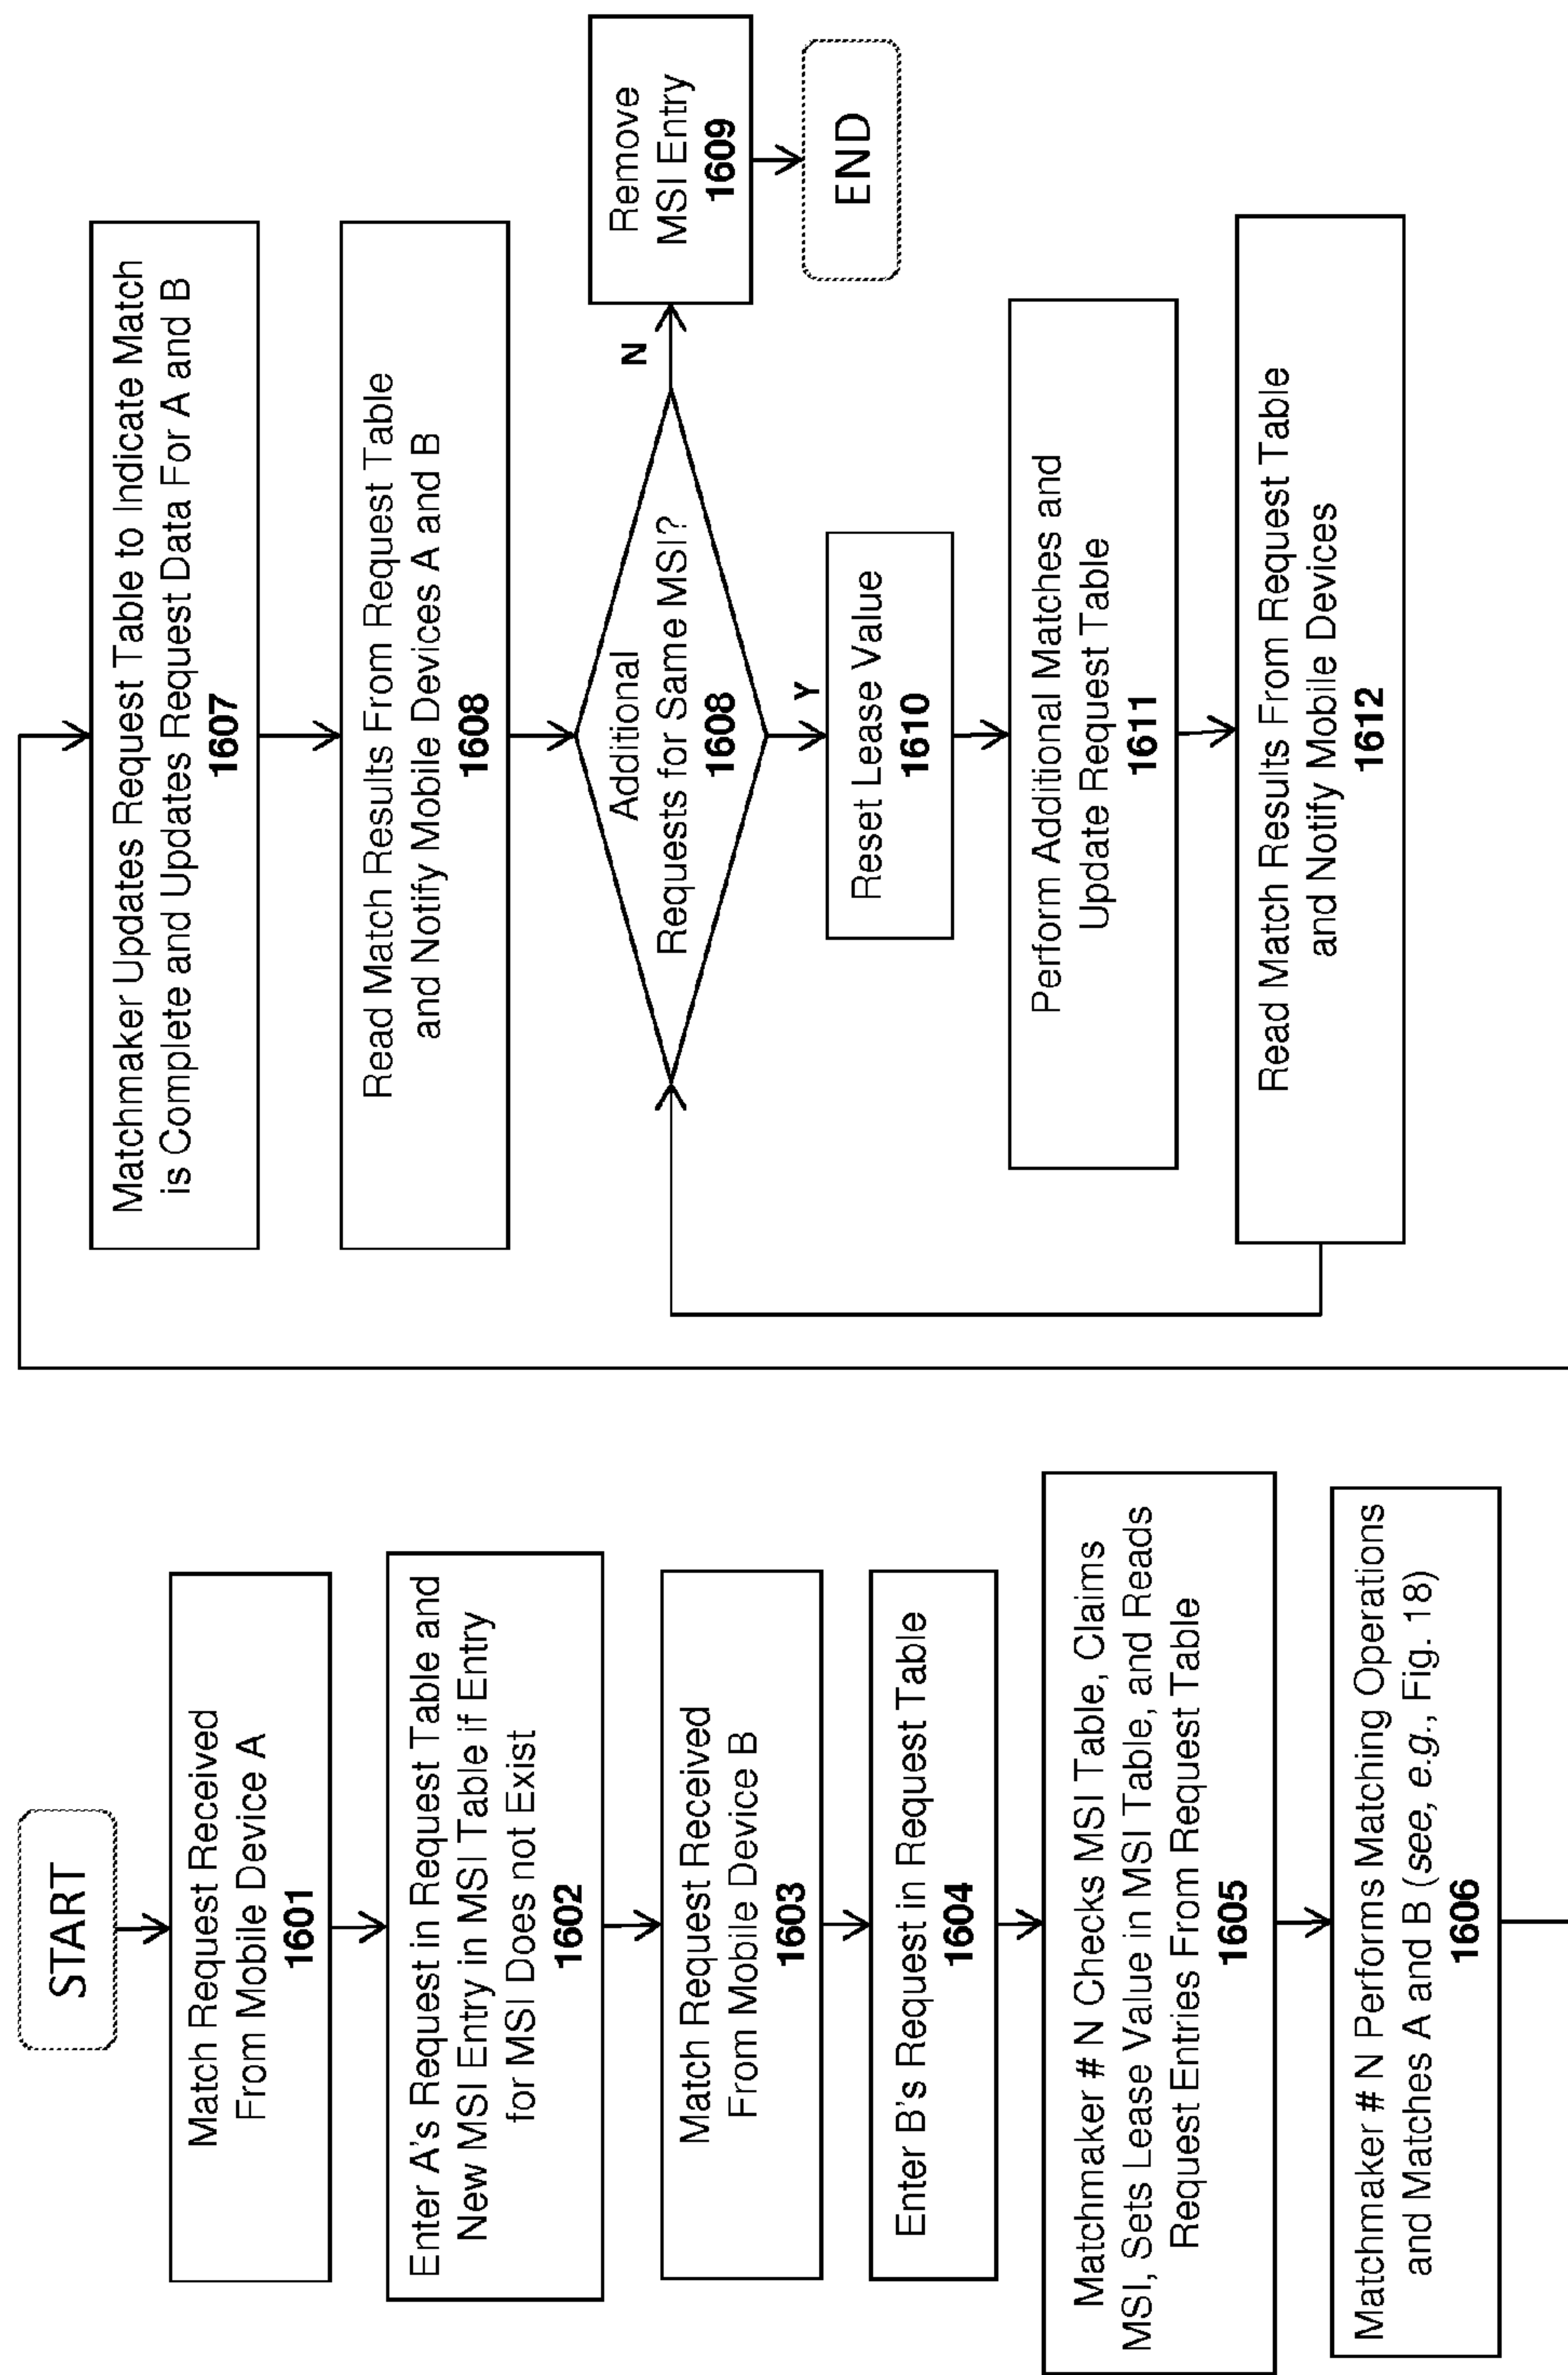 START
Match Request Received
From Mobile Device A
1601
Enter A's Request in Request Table and
New MSI Entry in MSI Table if Entry
for MSI Does not Exist
1602
Match Request Received
From Mobile Device B
1603
Enter B's Request in Request Table
1604
Matchmaker # N Checks MSI Table, Claims
MSI, Sets Lease Value in MSI Table, and Reads
Request Entries From Request Table
1605
Matchmaker # N Performs Matching Operations
and Matches A and B (see, e.g., Fig. 18)
1606
Matchmaker Updates Request Table to Indicate Match
is Complete and Updates Request Data For A and B
1607
Read Match Results From Request Table
and Notify Mobile Devices A and B
1608
Additional
Requests for Same MSI?
1608
N
Remove
MSI Entry
1609
END
Y
Reset Lease Value
1610
Perform Additional Matches and
Update Request Table
1611
Read Match Results From Request Table
and Notify Mobile Devices
1612